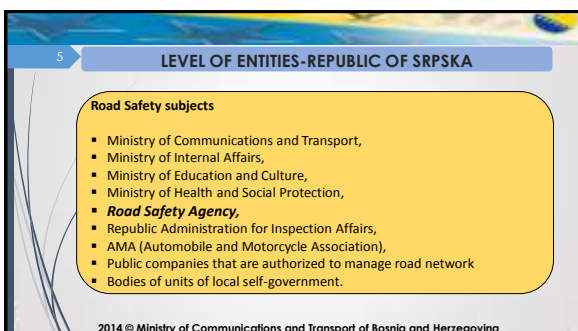 5
LEVEL OF ENTITIES-REPUBLIC OF SRPSKA
Road Safety subjects
▪ Ministry of Communications and Transport,
▪ Ministry of Internal Affairs,
▪ Ministry of Education and Culture,
▪ Ministry of Health and Social Protection,
▪ Road Safety Agency,
▪ Republic Administration for Inspection Affairs,
▪ AMA (Automobile and Motorcycle Association),
▪ Public companies that are authorized to manage road network
▪ Bodies of units of local self-government.
2014 © Ministry of Communications and Transport of Bosnia and Herzegovina